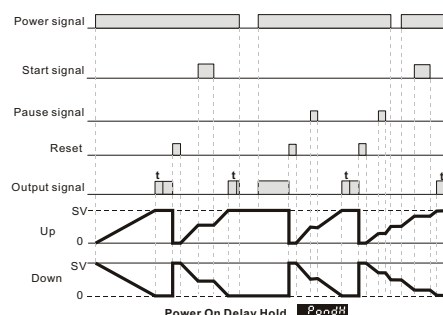 Power signal
Start signal
Pause signal
Reset
Output signal
t
t
t
t
SV
Up
0
SV
Down
0
Power On Delay Hold
PondH